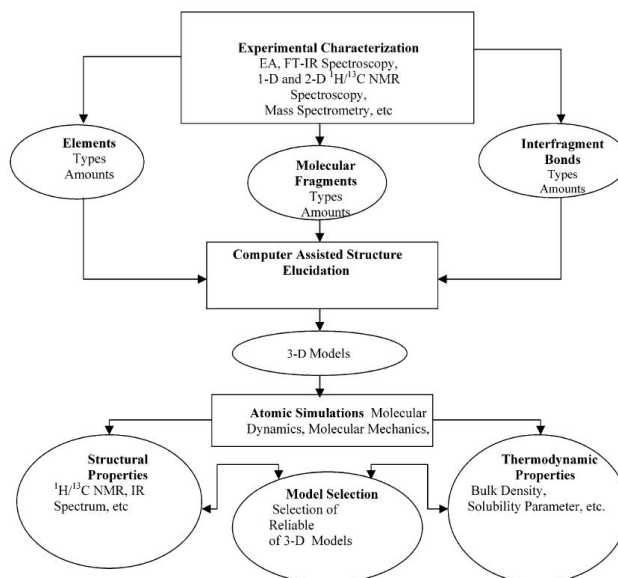 Experimental Characterization
EA, FT-IR Spectroscopy,
1-D and 2-D ¹H/¹³C NMR
Spectroscopy,
Mass Spectrometry, etc
Elements
Types
Amounts
Molecular
Fragments
Types
Amounts
Interfragment
Bonds
Types
Amounts
Computer Assisted Structure
Elucidation
3-D Models
Atomic Simulations Molecular
Dynamics, Molecular Mechanics,
Structural
Properties
¹H/¹³C NMR, IR
Spectrum, etc
Model Selection
Selection of
Reliable
of 3-D Models
Thermodynamic
Properties
Bulk Density,
Solubility Parameter, etc.